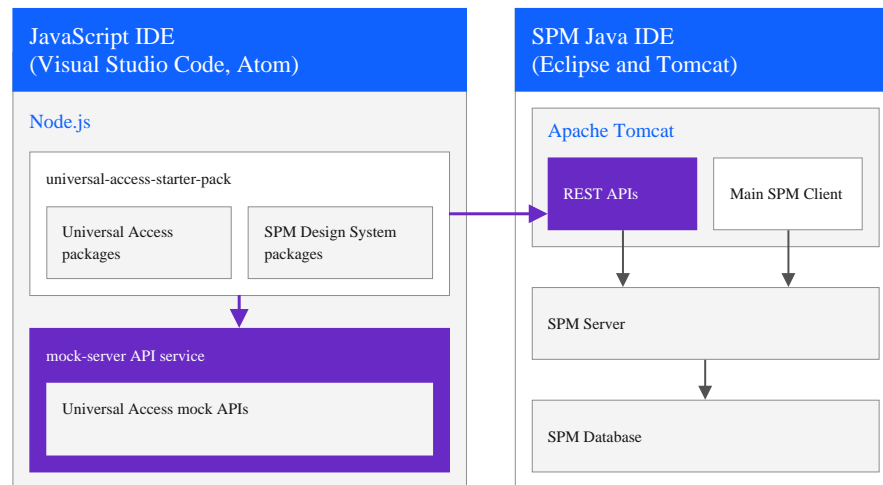 JavaScript IDE
(Visual Studio Code, Atom)
Node.js
universal-access-starter-pack
Universal Access
packages
SPM Design System
packages
mock-server API service
Universal Access mock APIs
SPM Java IDE
(Eclipse and Tomcat)
Apache Tomcat
REST APIs
Main SPM Client
SPM Server
SPM Database